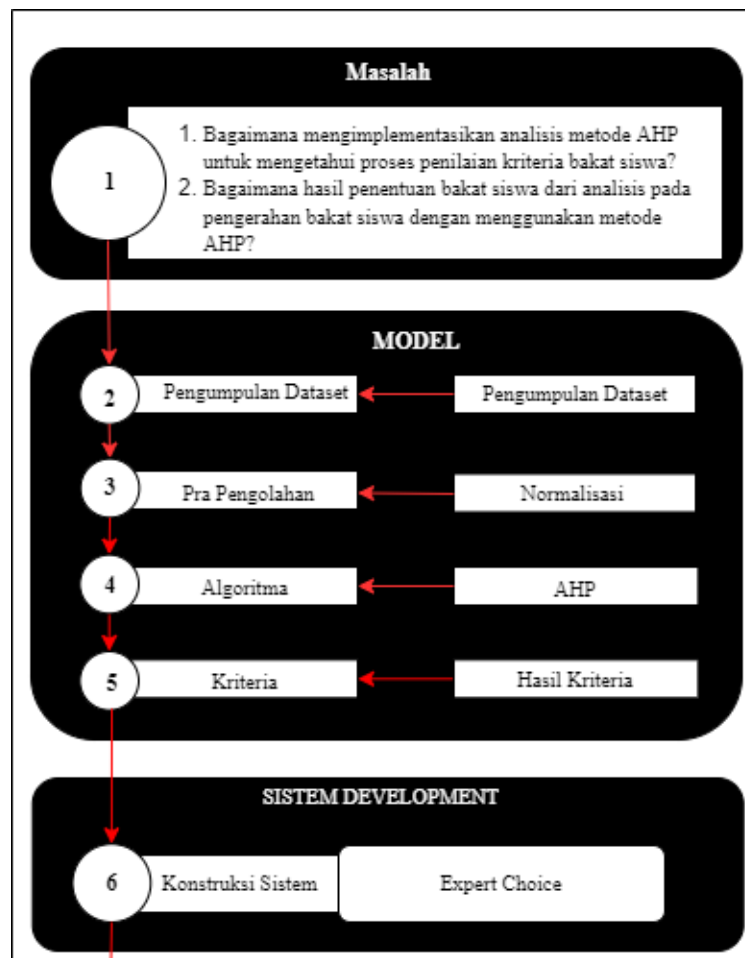 Masalah
1
1. Bagaimana mengimplementasikan analisis metode AHP
untuk mengetahui proses penilaian kriteria bakat siswa?
2. Bagaimana hasil penentuan bakat siswa dari analisis pada
pengerahan bakat siswa dengan menggunakan metode
AHP?
MODEL
2
Pengumpulan Dataset
Pengumpulan Dataset
3
Pra Pengolahan
Normalisasi
4
Algoritma
AHP
5
Kriteria
Hasil Kriteria
SISTEM DEVELOPMENT
6
Konstruksi Sistem
Expert Choice